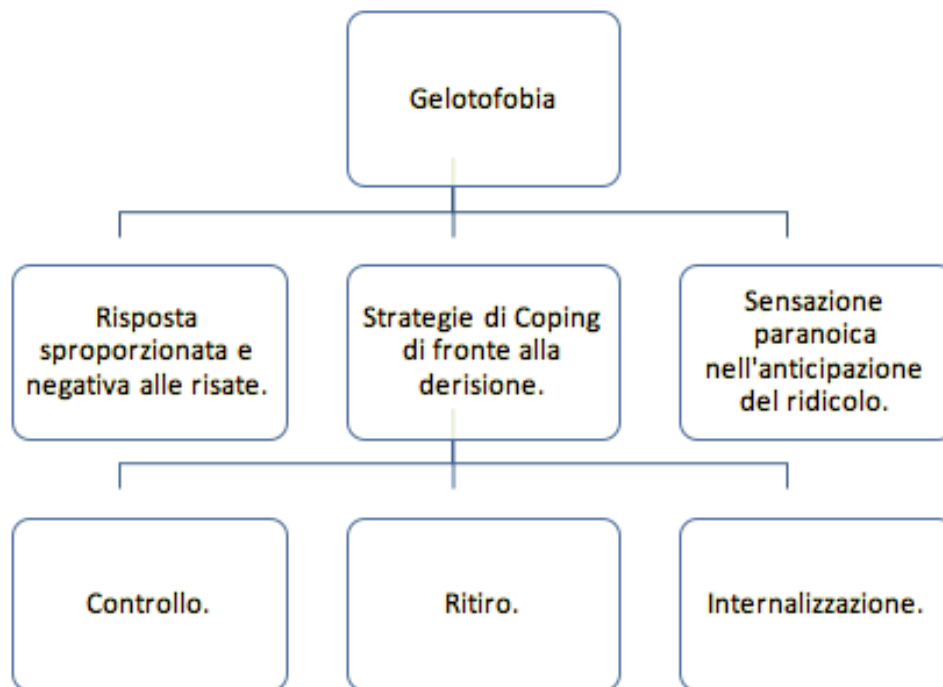 Gelotofobia
Risposta
sproporzionata e
negativa alle risate.
Strategie di Coping
di fronte alla
derisione.
Sensazione
paranoica
nell'anticipazione
del ridicolo.
Controllo.
Ritiro.
Internalizzazione.